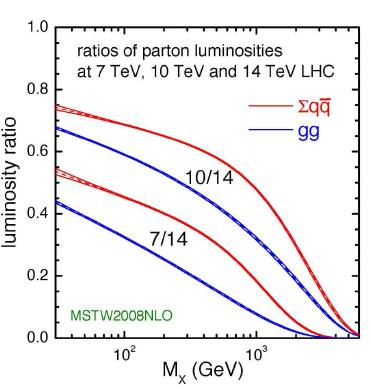 ratios of parton luminosities
at 7 TeV, 10 TeV and 14 TeV LHC
Σqq̅
gg
10/14
7/14
MSTW2008NLO
luminosity ratio
1.0
0.8
0.6
0.4
0.2
0.0
10²
10³
M_X (GeV)